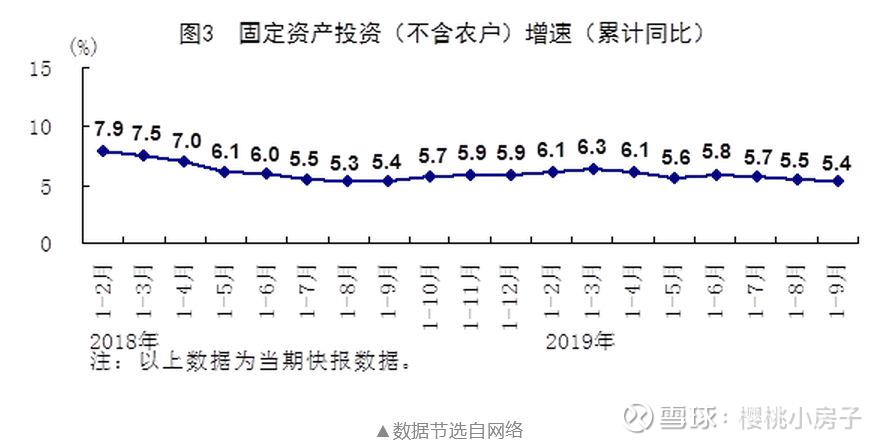 图3 固定资产投资（不含农户）增速（累计同比）
(%)
15
10
5
0
7.9 7.5 7.0 6.1 6.0 5.5 5.3 5.4 5.7 5.9 5.9 6.1 6.3 6.1 5.6 5.8 5.7 5.5 5.4
1-2月 1-3月 1-4月 1-5月 1-6月 1-7月 1-8月 1-9月 1-10月 1-11月 1-12月 1-2月 1-3月 1-4月 1-5月 1-6月 1-7月 1-8月 1-9月
2018年 2019年
注：以上数据为当期快报数据。
雪球：樱桃小房子
▲数据节选自网络